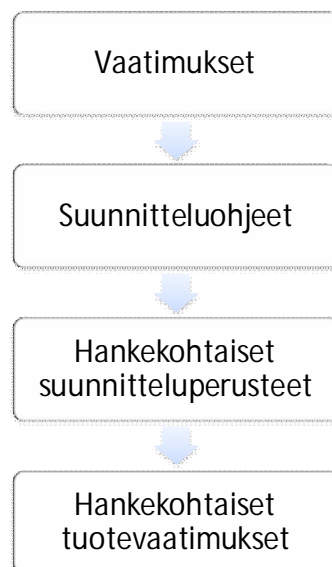 Vaatimukset
Suunnitteluohjeet
Hankekohtaiset
suunnitteluperusteet
Hankekohtaiset
tuotevaatimukset